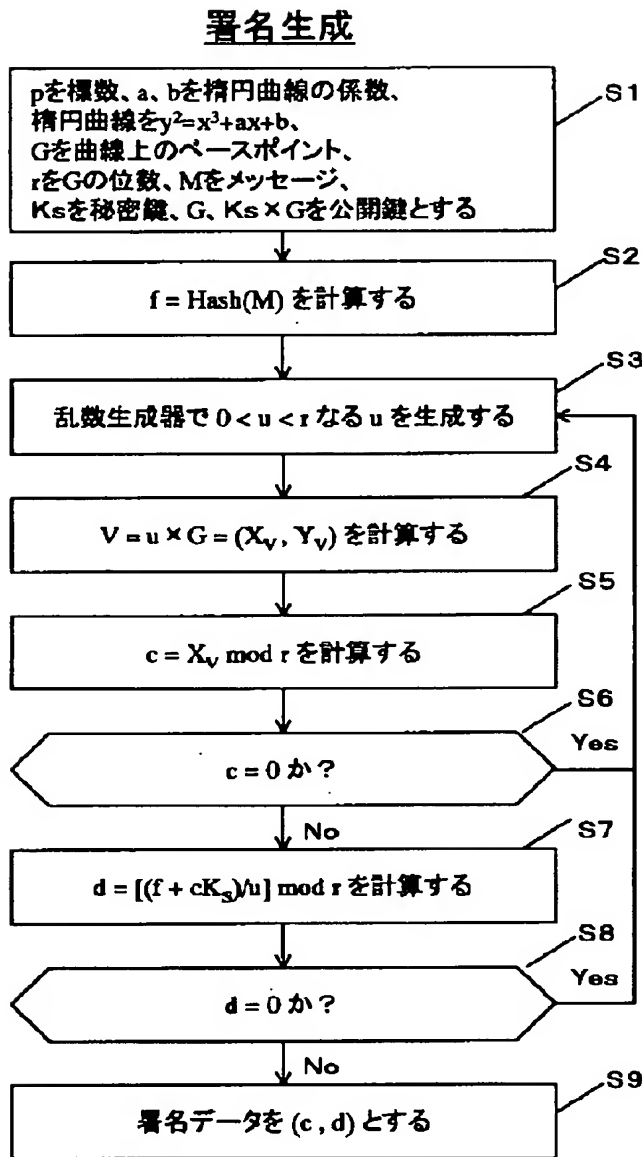 署名生成
S1
pを標数、a、bを楕円曲線の係数、
楕円曲線をy²=x³+ax+b、
Gを曲線上のベースポイント、
rをGの位数、Mをメッセージ、
Ksを秘密鍵、G、Ks×Gを公開鍵とする
S2
f = Hash(M) を計算する
S3
乱数生成器で 0 < u < r なる u を生成する
S4
V = u × G = (X_V, Y_V) を計算する
S5
c = X_V mod r を計算する
S6
c = 0 か?
Yes
No
S7
d = [(f + cK_S)/u] mod r を計算する
S8
d = 0 か?
Yes
No
S9
署名データを (c , d) とする